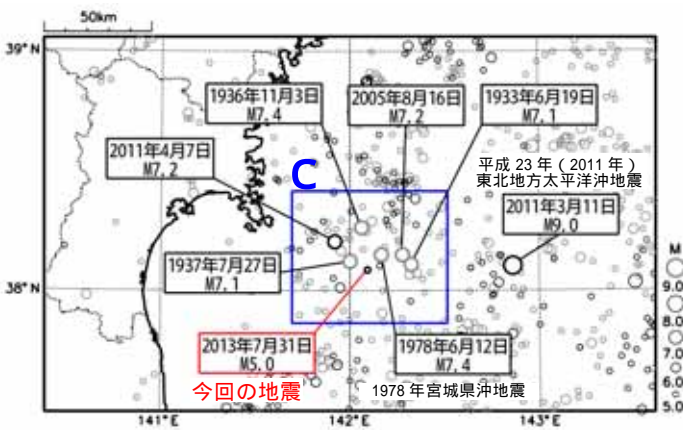 50km
39°N
1936年11月3日
M7.4
2005年8月16日
M7.2
1933年6月19日
M7.1
2011年4月7日
M7.2
C
平成 23 年 ( 2011 年 )
東北地方太平洋沖地震
2011年3月11日
M9.0
1937年7月27日
M7.1
38°N
M
9.0
8.0
7.0
6.0
5.0
2013年7月31日
M5.0
今回の地震
1978年6月12日
M7.4
1978 年宮城県沖地震
141°E
142°E
143°E